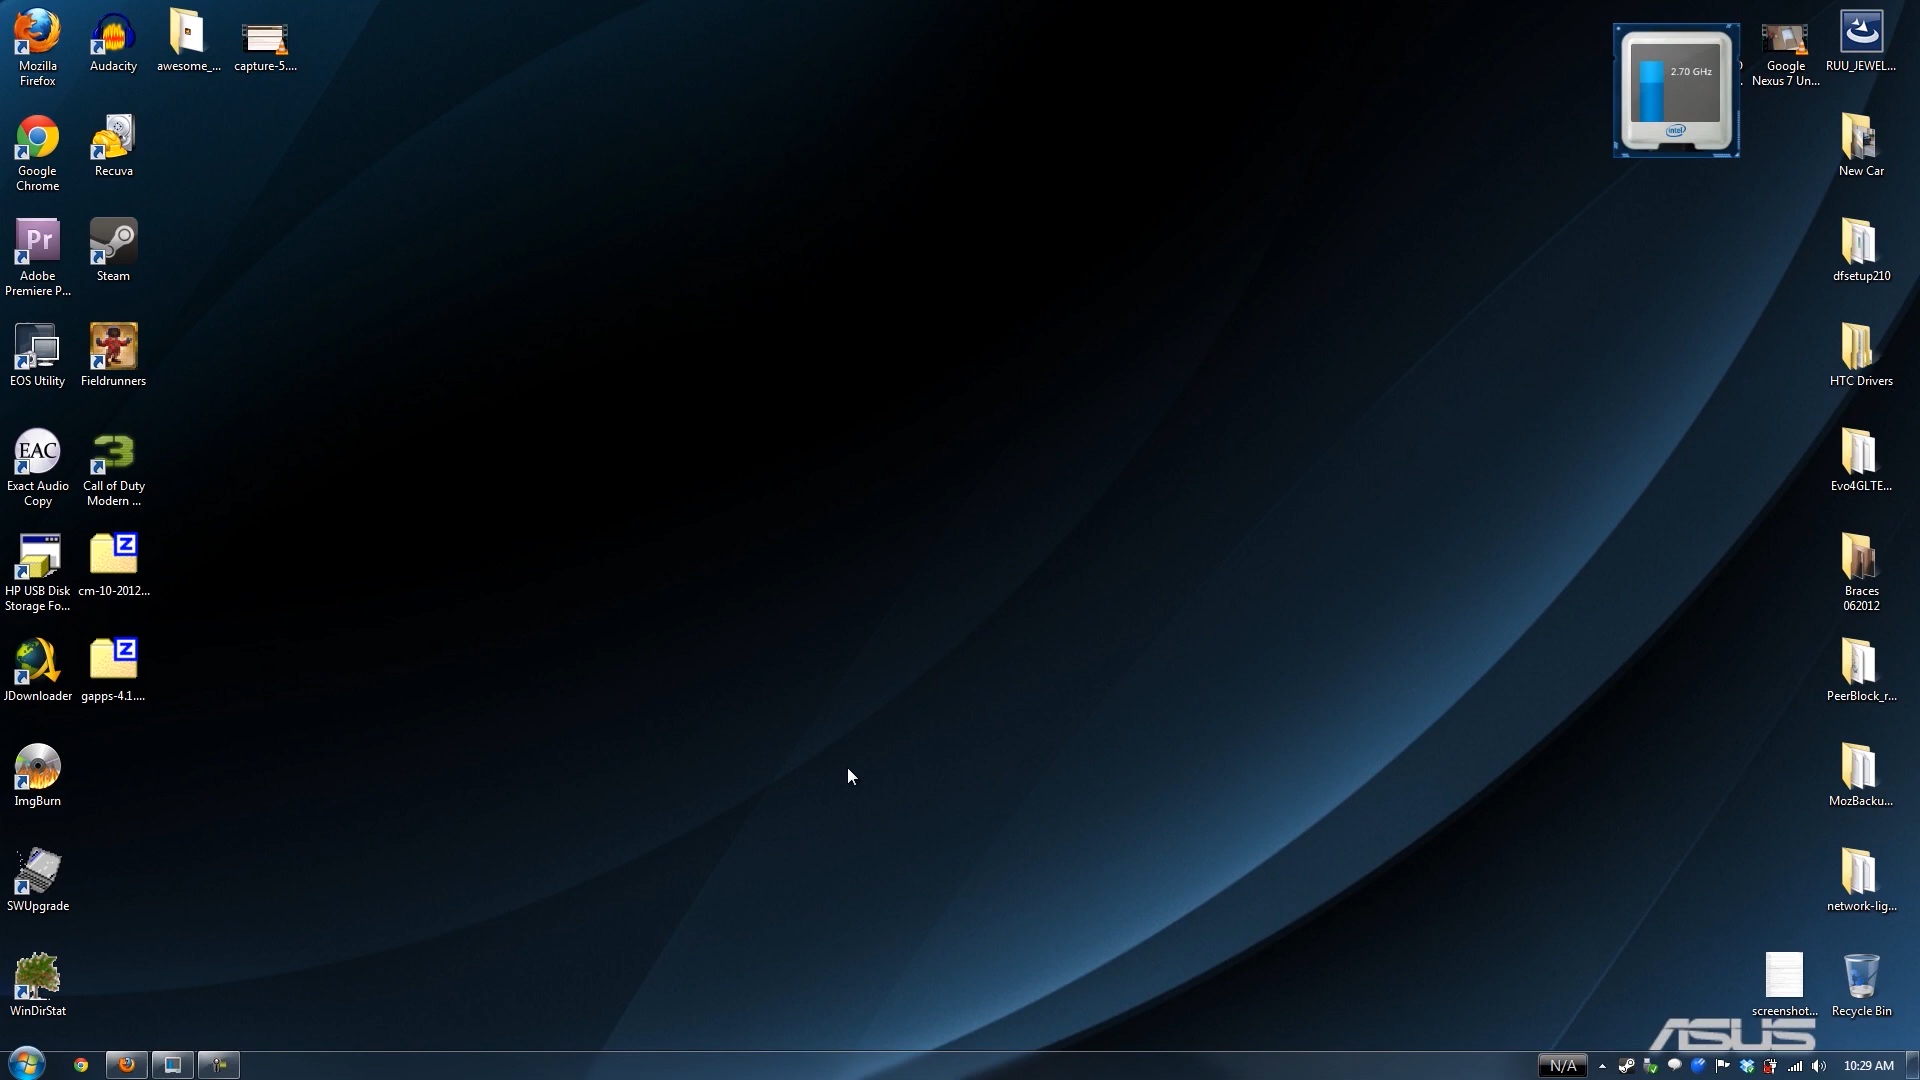 Mozilla
Firefox
Audacity
awesome_...
capture-5....
Google
Chrome
Recuva
Pr
Adobe
Premiere P...
Steam
EOS Utility
Fieldrunners
EAC
Exact Audio
Copy
3
Call of Duty
Modern ...
HP USB Disk
Storage Fo...
Z
cm-10-2012...
JDownloader
Z
gapps-4.1....
ImgBurn
SWUpgrade
WinDirStat
2.70 GHz
intel
Google
Nexus 7 Un...
RUU_JEWEL...
New Car
dfsetup210
HTC Drivers
Evo4GLTE...
Braces
062012
PeerBlock_r...
MozBacku...
network-lig...
screenshot...
Recycle Bin
ASUS
N/A
10:29 AM